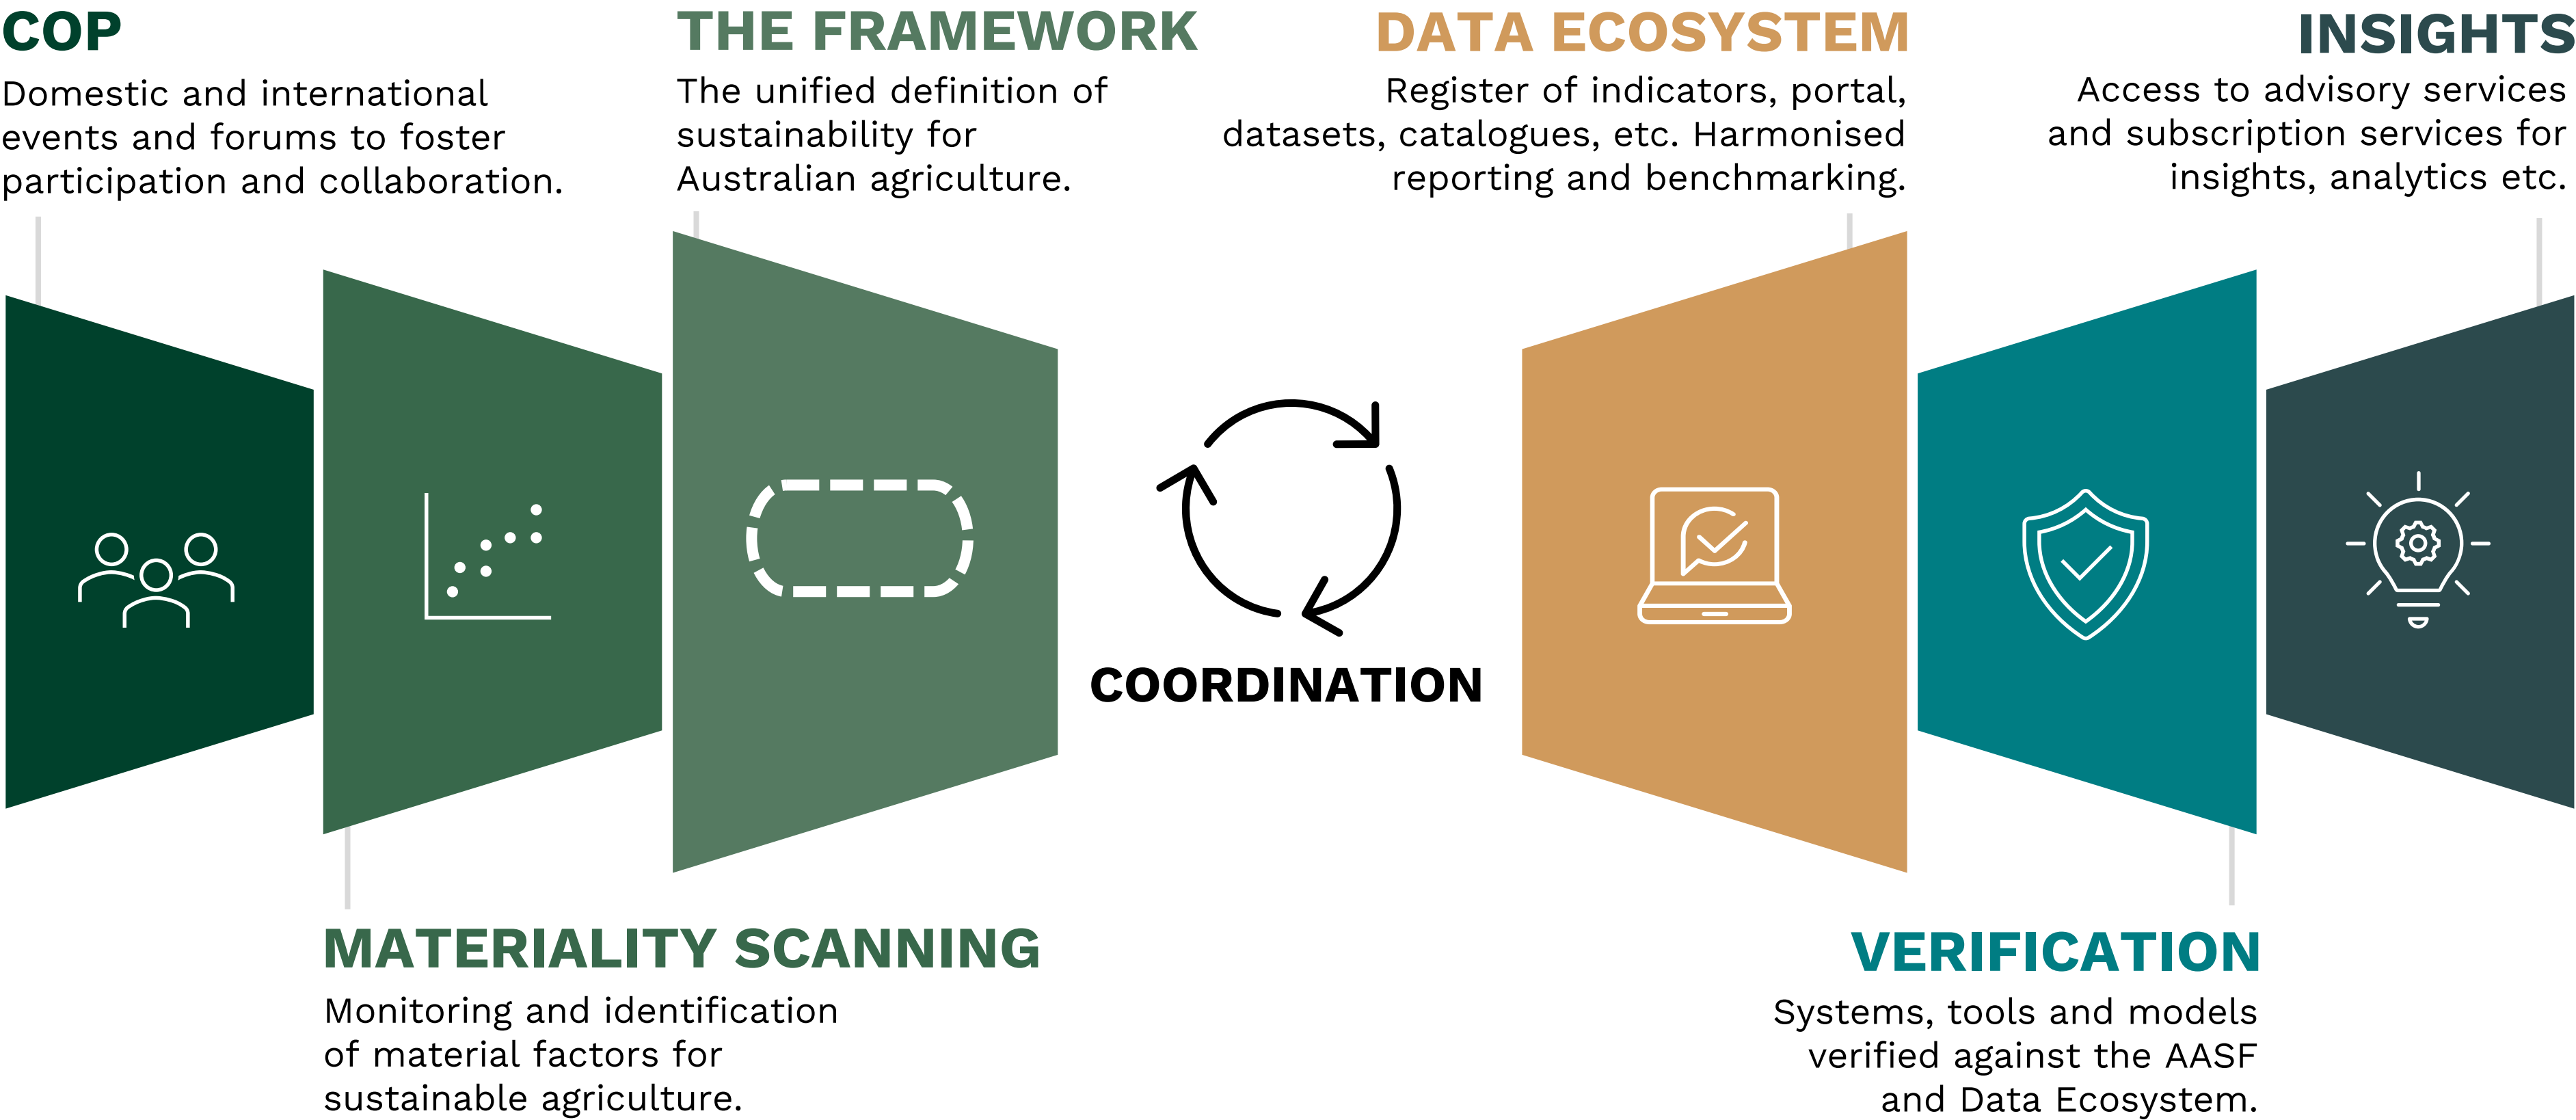 COP
Domestic and international
events and forums to foster
participation and collaboration.
THE FRAMEWORK
The unified definition of
sustainability for
Australian agriculture.
DATA ECOSYSTEM
Register of indicators, portal,
datasets, catalogues, etc. Harmonised
reporting and benchmarking.
INSIGHTS
Access to advisory services
and subscription services for
insights, analytics etc.
COORDINATION
MATERIALITY SCANNING
Monitoring and identification
of material factors for
sustainable agriculture.
VERIFICATION
Systems, tools and models
verified against the AASF
and Data Ecosystem.